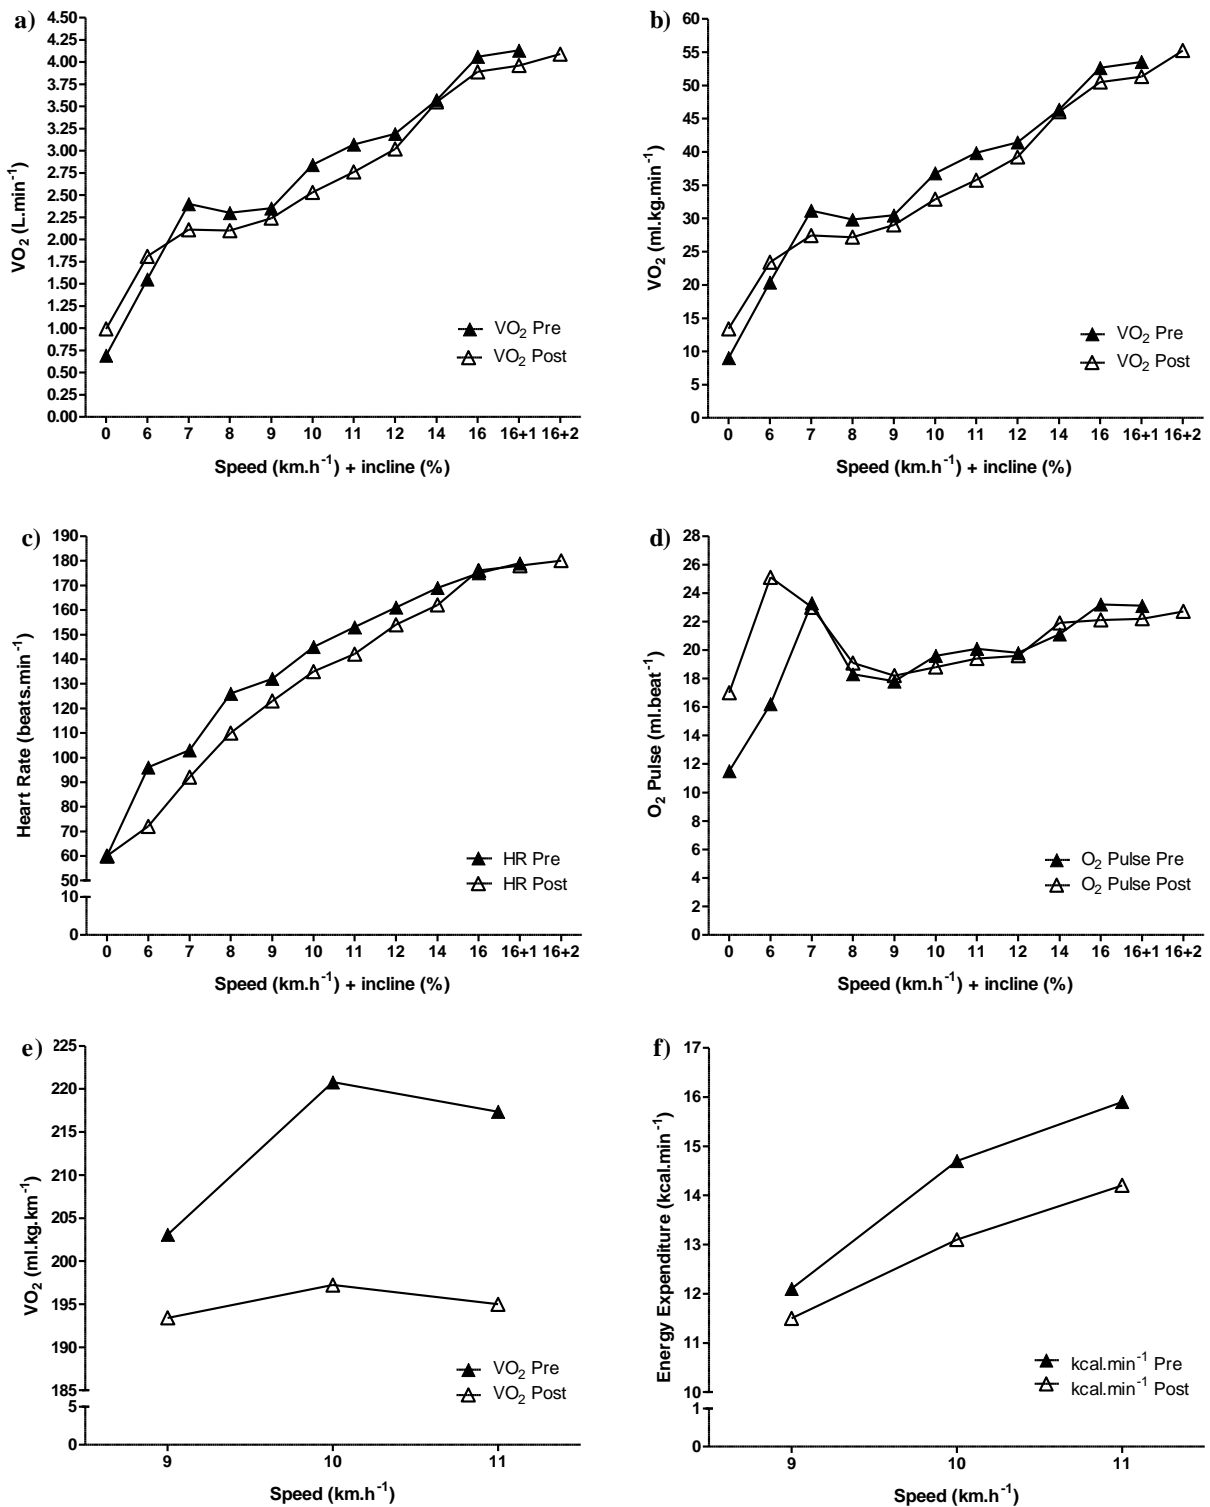 a)
4.50
4.25
4.00
3.75
3.50
3.25
3.00
2.75
2.50
2.25
2.00
1.75
1.50
1.25
1.00
0.75
0.50
0.25
0.00
VO₂ (L.min⁻¹)
VO₂ Pre
VO₂ Post
0 6 7 8 9 10 11 12 14 16 16+1 16+2
Speed (km.h⁻¹) + incline (%)
b)
60
55
50
45
40
35
30
25
20
15
10
5
0
VO₂ (ml.kg.min⁻¹)
VO₂ Pre
VO₂ Post
0 6 7 8 9 10 11 12 14 16 16+1 16+2
Speed (km.h⁻¹) + incline (%)
c)
190
180
170
160
150
140
130
120
110
100
90
80
70
60
50
10
0
Heart Rate (beats.min⁻¹)
HR Pre
HR Post
0 6 7 8 9 10 11 12 14 16 16+1 16+2
Speed (km.h⁻¹) + incline (%)
d)
28
26
24
22
20
18
16
14
12
10
8
6
4
2
0
O₂ Pulse (ml.beat⁻¹)
O₂ Pulse Pre
O₂ Pulse Post
0 6 7 8 9 10 11 12 14 16 16+1 16+2
Speed (km.h⁻¹) + incline (%)
e)
225
220
215
210
205
200
195
190
185
5
0
VO₂ (ml.kg.km⁻¹)
VO₂ Pre
VO₂ Post
9 10 11
Speed (km.h⁻¹)
f)
17
16
15
14
13
12
11
10
1
0
Energy Expenditure (kcal.min⁻¹)
kcal.min⁻¹ Pre
kcal.min⁻¹ Post
9 10 11
Speed (km.h⁻¹)